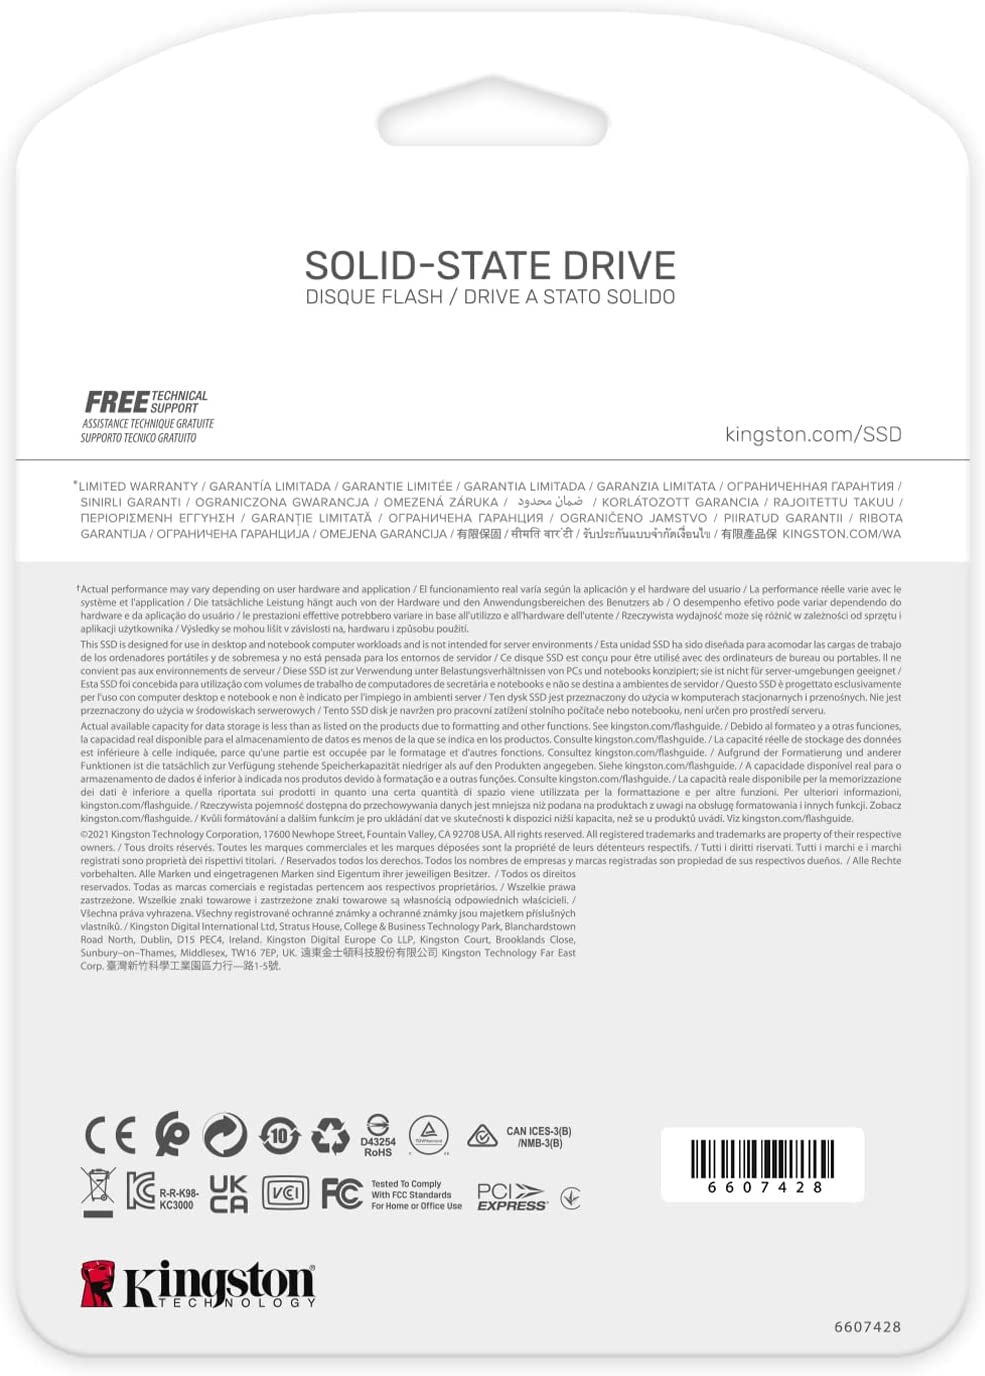 SOLID-STATE DRIVE
DISQUE FLASH / DRIVE A STATO SOLIDO
FREE TECHNICAL SUPPORT
ASSISTANCE TECHNIQUE GRATUITE
SUPPORTO TECNICO GRATUITO
kingston.com/SSD
*LIMITED WARRANTY / GARANTÍA LIMITADA / GARANTIE LIMITÉE / GARANTIA LIMITADA / GARANZIA LIMITATA / ОГРАНИЧЕННАЯ ГАРАНТИЯ /
SINIRLI GARANTI / OGRANICZONA GWARANCJA / OMEZENÁ ZÁRUKA / ضمان محدود / KORLÁTOZOTT GARANCIA / RAJOITETTU TAKUU /
ΠΕΡΙΟΡΙΣΜΕΝΗ ΕΓΓΥΗΣΗ / GARANȚIE LIMITATĂ / ОГРАНИЧЕНА ГАРАНЦИЯ / OGRANIČENO JAMSTVO / PIIRATUD GARANTII / RIBOTA
GARANTIJA / ОГРАНИЧЕНА ГАРАНЦИЈА / OMEJENA GARANCIJA / 有限保固 / सीमति वारंटी / รับประกันแบบจำกัดเงื่อนไข / 有限產品保 KINGSTON.COM/WA
†Actual performance may vary depending on user hardware and application / El funcionamiento real varía según la aplicación y el hardware del usuario / La performance réelle varie avec le
système et l'application / Die tatsächliche Leistung hängt auch von der Hardware und den Anwendungsbereichen des Benutzers ab / O desempenho efetivo pode variar dependendo do
hardware e da aplicação do usuário / le prestazioni effettive potrebbero variare in base all'utilizzo e all'hardware dell'utente / Rzeczywista wydajność może się różnić w zależności od sprzętu i
aplikacji użytkownika / Výsledky se mohou lišit v závislosti na, hardwaru i způsobu použití.
This SSD is designed for use in desktop and notebook computer workloads and is not intended for server environments / Esta unidad SSD ha sido diseñada para acomodar las cargas de trabajo
de los ordenadores portátiles y de sobremesa y no está pensada para los entornos de servidor / Ce disque SSD est conçu pour être utilisé avec des ordinateurs de bureau ou portables. Il ne
convient pas aux environnements de serveur / Diese SSD ist zur Verwendung unter Belastungsverhältnissen von PCs und notebooks konzipiert; sie ist nicht für server-umgebungen geeignet /
Esta SSD foi concebida para utilização com volumes de trabalho de computadores de secretária e notebooks e não se destina a ambientes de servidor / Questo SSD è progettato esclusivamente
per l'uso con computer desktop e notebook e non è indicato per l'impiego in ambienti server / Ten dysk SSD jest przeznaczony do użycia w komputerach stacjonarnych i przenośnych. Nie jest
przeznaczony do użycia w środowiskach serwerowych / Tento SSD disk je navržen pro pracovní zatížení stolního počítače nebo notebooku, není určen pro prostředí serveru.
Actual available capacity for data storage is less than as listed on the products due to formatting and other functions. See kingston.com/flashguide. / Debido al formateo y a otras funciones,
la capacidad real disponible para el almacenamiento de datos es menos de la que se indica en los productos. Consulte kingston.com/flashguide. / La capacité réelle de stockage des données
est inférieure à celle indiquée, parce qu'une partie est occupée par le formatage et d'autres fonctions. Consultez kingston.com/flashguide. / Aufgrund der Formatierung und anderer
Funktionen ist die tatsächlich zur Verfügung stehende Speicherkapazität niedriger als auf den Produkten angegeben. Siehe kingston.com/flashguide. / A capacidade disponível real para o
armazenamento de dados é inferior à indicada nos produtos devido à formatação e a outras funções. Consulte kingston.com/flashguide. / La capacità reale disponibile per la memorizzazione
dei dati è inferiore a quella riportata sui prodotti in quanto una certa quantità di spazio viene utilizzata per la formattazione e per altre funzioni. Per ulteriori informazioni,
kingston.com/flashguide. / Rzeczywista pojemność dostępna do przechowywania danych jest mniejsza niż podana na produktach z uwagi na obsługę formatowania i innych funkcji. Zobacz
kingston.com/flashguide. / Kvůli formátování a dalším funkcím je pro ukládání dat ve skutečnosti k dispozici nižší kapacita, než se u produktů uvádí. Viz kingston.com/flashguide.
©2021 Kingston Technology Corporation, 17600 Newhope Street, Fountain Valley, CA 92708 USA. All rights reserved. All registered trademarks and trademarks are property of their respective
owners. / Tous droits réservés. Toutes les marques commerciales et les marques déposées sont la propriété de leurs détenteurs respectifs. / Tutti i diritti riservati. Tutti i marchi e i marchi
registrati sono proprietà dei rispettivi titolari. / Reservados todos los derechos. Todos los nombres de empresas y marcas registradas son propiedad de sus respectivos dueños. / Alle Rechte
vorbehalten. Alle Marken und eingetragenen Marken sind Eigentum ihrer jeweiligen Besitzer. / Todos os direitos
reservados. Todas as marcas comerciais e registadas pertencem aos respectivos proprietários. / Wszelkie prawa
zastrzeżone. Wszelkie znaki towarowe i zastrzeżone znaki towarowe są własnością odpowiednich właścicieli. /
Všechna práva vyhrazena. Všechny registrované ochranné známky a ochranné známky jsou majetkem příslušných
vlastníků. / Kingston Digital International Ltd, Stratus House, College & Business Technology Park, Blanchardstown
Road North, Dublin, D15 PEC4, Ireland. Kingston Digital Europe Co LLP, Kingston Court, Brooklands Close,
Sunbury-on-Thames, Middlesex, TW16 7EP, UK. 遠東金士頓科技股份有限公司 Kingston Technology Far East
Corp. 臺灣新竹科學工業園區力行一路1-5號.
CE
10
D43254
RoHS
CAN ICES-3(B)
/NMB-3(B)
R-R-K98-
KC3000
UK
CA
VCI
FC
Tested To Comply
With FCC Standards
For Home or Office Use
PCI
EXPRESS®
6607428
Kingston
TECHNOLOGY
6607428